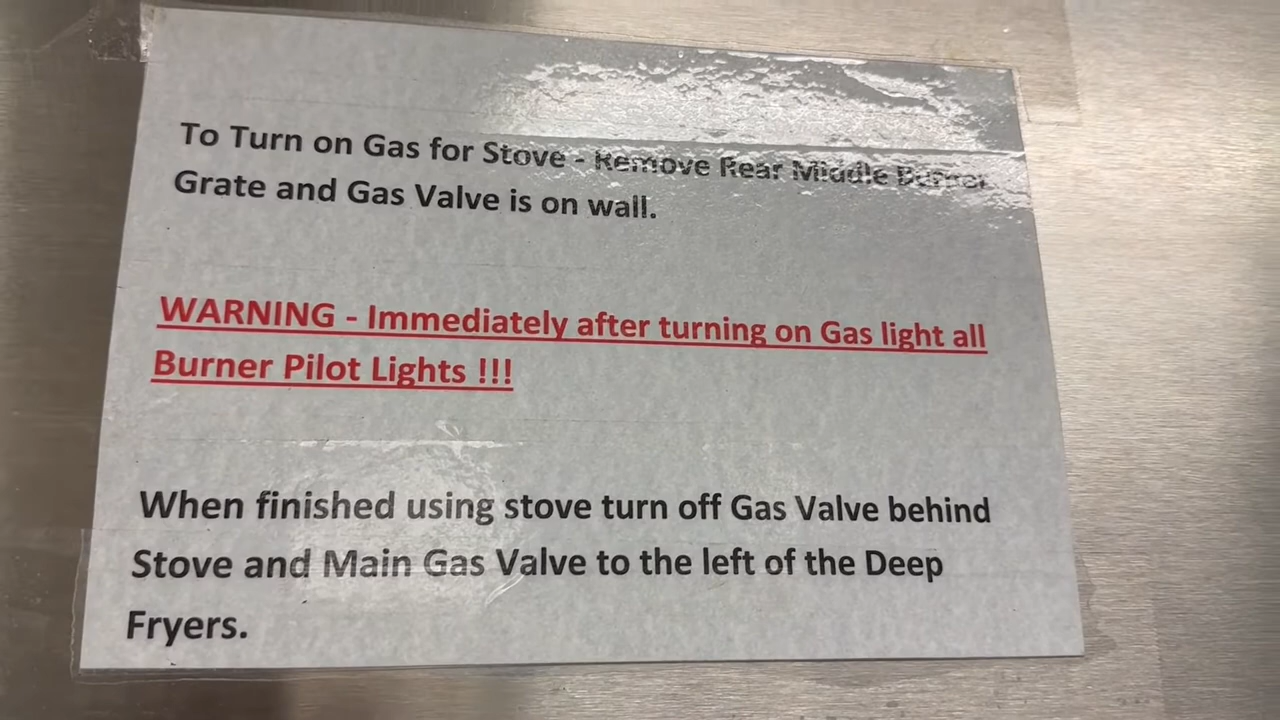 To Turn on Gas for Stove - Remove Rear Middle Burner
Grate and Gas Valve is on wall.
WARNING - Immediately after turning on Gas light all
Burner Pilot Lights !!!
When finished using stove turn off Gas Valve behind
Stove and Main Gas Valve to the left of the Deep
Fryers.